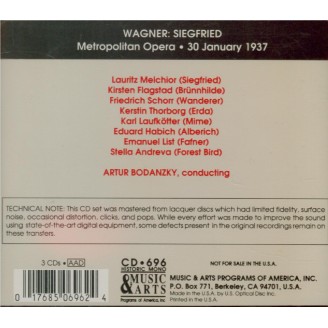 WAGNER: SIEGFRIED
Metropolitan Opera • 30 January 1937
Lauritz Melchior (Siegfried)
Kirsten Flagstad (Brünnhilde)
Friedrich Schorr (Wanderer)
Kerstin Thorborg (Erda)
Karl Laufkötter (Mime)
Eduard Habich (Alberich)
Emanuel List (Fafner)
Stella Andreva (Forest Bird)
ARTUR BODANZKY, conducting
TECHNICAL NOTE: This CD set was mastered from lacquer discs which had limited fidelity, surface
noise, occasional distortion, clicks, and pops. While every effort was made to improve the sound
using state-of-the-art digital equipment, some defects present in the original recordings remain on
these transfers.
3 CDs • AAD
0 17685 06962 4
CD • 696
HISTORIC MONO
MUSIC
& ARTS
Programs of America, Inc.
NOT FOR SALE IN THE U.S.A.
MUSIC & ARTS PROGRAMS OF AMERICA, INC.
P.O. Box 771, Berkeley, CA 94701, U.S.A.
Made in U.S.A. by U.S. Optical Disc Inc.